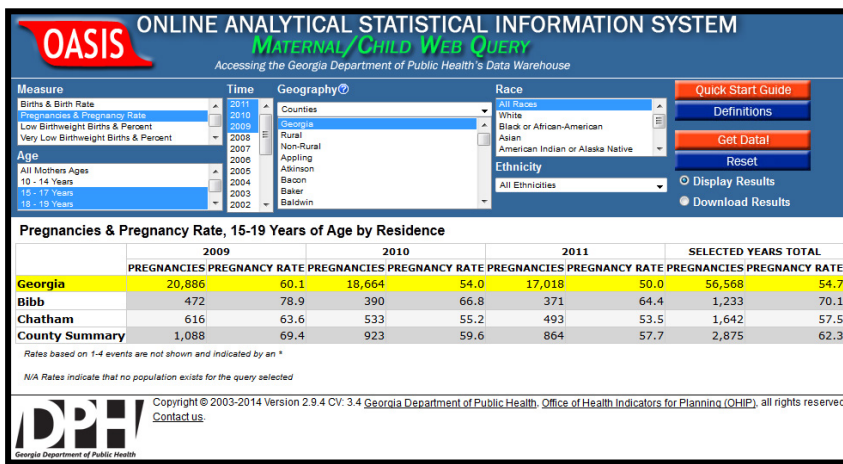 OASIS
ONLINE ANALYTICAL STATISTICAL INFORMATION SYSTEM
MATERNAL/CHILD WEB QUERY
Accessing the Georgia Department of Public Health's Data Warehouse
Measure
Births & Birth Rate
Pregnancies & Pregnancy Rate
Low Birthweight Births & Percent
Very Low Birthweight Births & Percent
Age
All Mothers Ages
10 - 14 Years
15 - 17 Years
18 - 19 Years
Time
2011
2010
2009
2008
2007
2006
2005
2004
2003
2002
Geography?
Counties
Georgia
Rural
Non-Rural
Appling
Atkinson
Bacon
Baker
Baldwin
Race
All Races
White
Black or African-American
Asian
American Indian or Alaska Native
Ethnicity
All Ethnicities
Quick Start Guide
Definitions
Get Data!
Reset
Display Results
Download Results
Pregnancies & Pregnancy Rate, 15-19 Years of Age by Residence
2009 2010 2011 SELECTED YEARS TOTAL
PREGNANCIES PREGNANCY RATE PREGNANCIES PREGNANCY RATE PREGNANCIES PREGNANCY RATE PREGNANCIES PREGNANCY RATE
Georgia 20,886 60.1 18,664 54.0 17,018 50.0 56,568 54.7
Bibb 472 78.9 390 66.8 371 64.4 1,233 70.1
Chatham 616 63.6 533 55.2 493 53.5 1,642 57.5
County Summary 1,088 69.4 923 59.6 864 57.7 2,875 62.3
Rates based on 1-4 events are not shown and indicated by an *
N/A Rates indicate that no population exists for the query selected
DPH
Georgia Department of Public Health
Copyright © 2003-2014 Version 2.9.4 CV: 3.4 Georgia Department of Public Health, Office of Health Indicators for Planning (OHIP), all rights reserved
Contact us.